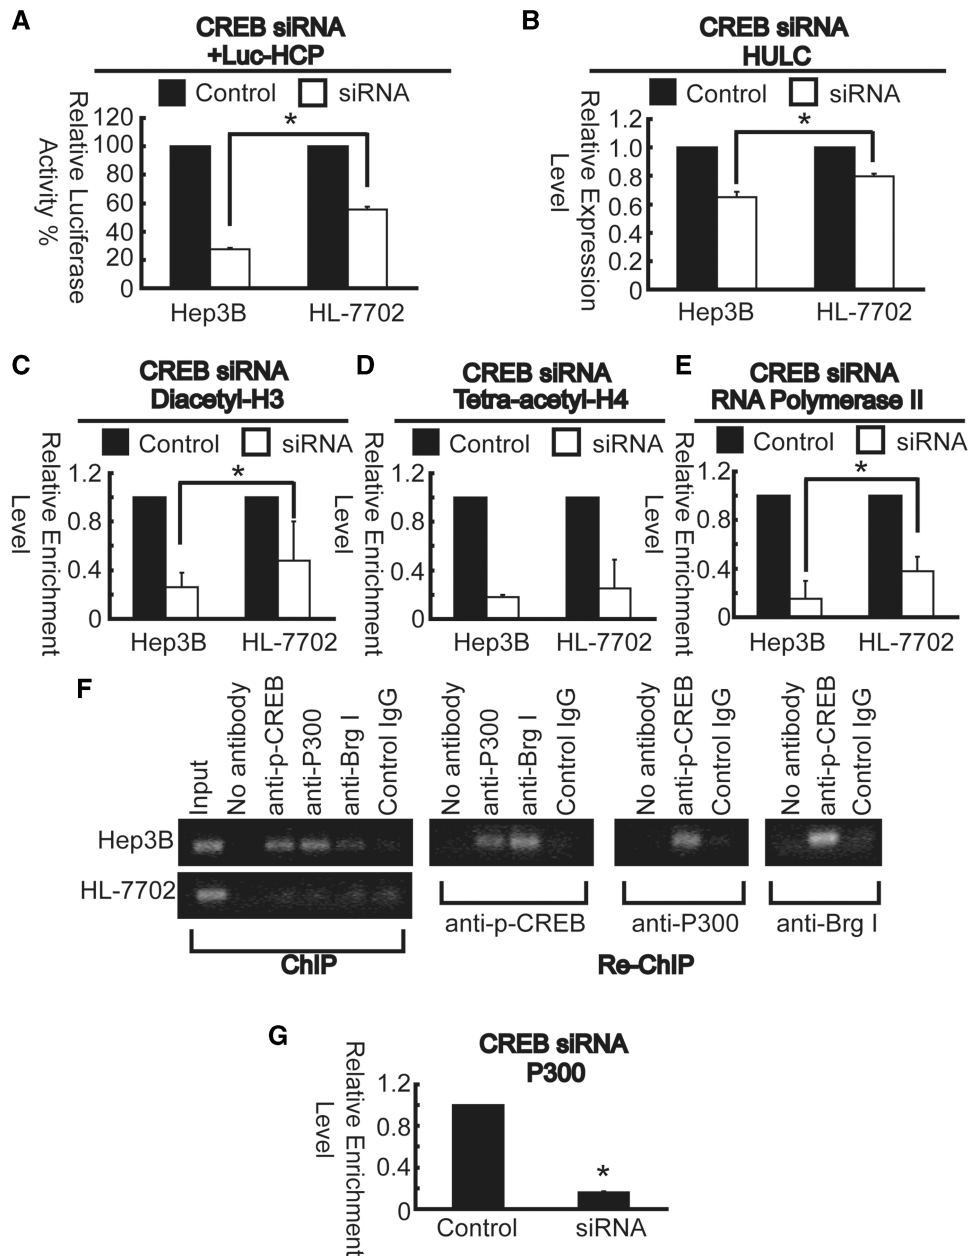 A
CREB siRNA
+Luc-HCP
Control
siRNA
Relative Luciferase
Activity %
120
100
80
60
40
20
0
*
Hep3B
HL-7702
B
CREB siRNA
HULC
Control
siRNA
Relative Expression
Level
1.2
1.0
0.8
0.6
0.4
0.2
0
*
Hep3B
HL-7702
C
CREB siRNA
Diacetyl-H3
Control
siRNA
Relative Enrichment
Level
1.2
0.8
0.4
0
*
Hep3B
HL-7702
D
CREB siRNA
Tetra-acetyl-H4
Control
siRNA
Relative Enrichment
Level
1.2
0.8
0.4
0
Hep3B
HL-7702
E
CREB siRNA
RNA Polymerase II
Control
siRNA
Relative Enrichment
Level
1.2
0.8
0.4
0
*
Hep3B
HL-7702
F
Input
No antibody
anti-p-CREB
anti-P300
anti-Brg I
Control IgG
No antibody
anti-P300
anti-Brg I
Control IgG
No antibody
anti-p-CREB
Control IgG
No antibody
anti-p-CREB
Control IgG
Hep3B
HL-7702
anti-p-CREB
anti-P300
anti-Brg I
ChIP
Re-ChIP
G
CREB siRNA
P300
Relative Enrichment
Level
1.2
0.8
0.4
0
*
Control
siRNA